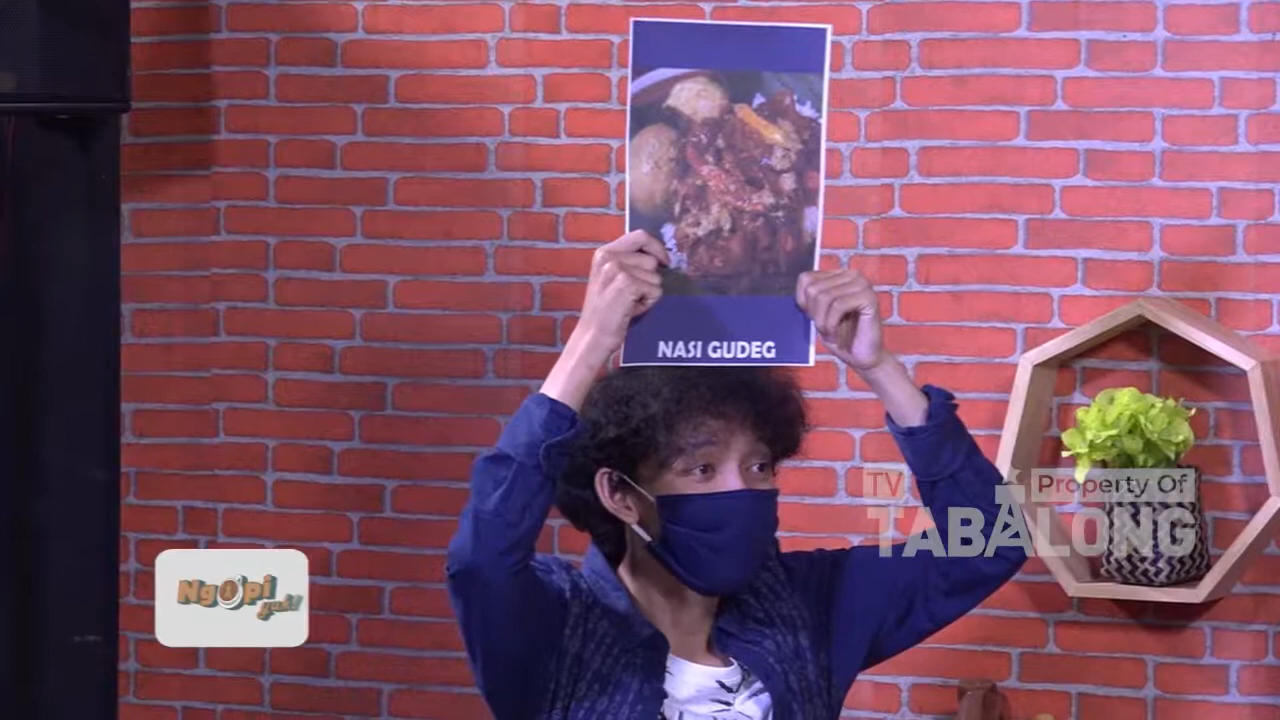 NASI GUDEG
TV
Property Of
TABALONG
Ngopi
yuk!